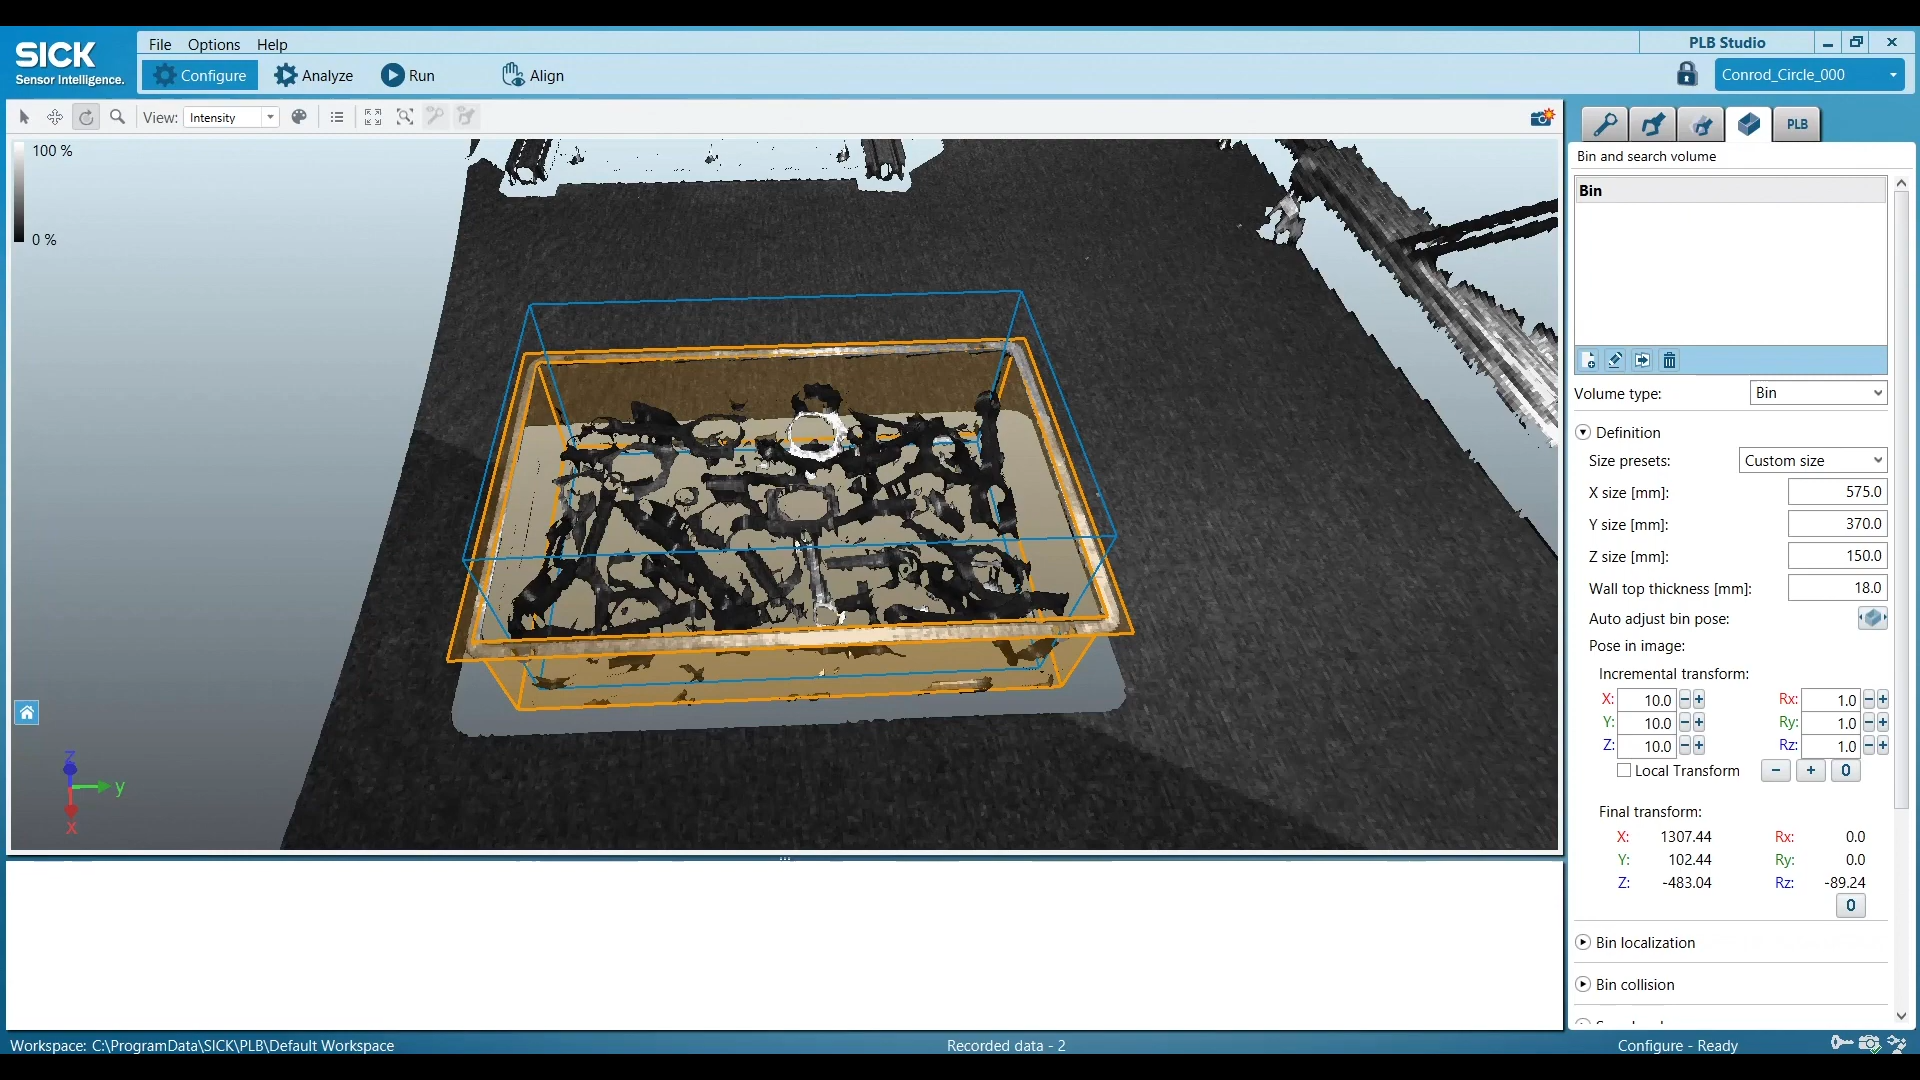 SICK
Sensor Intelligence.
File Options Help
PLB Studio
Configure Analyze Run Align
Conrod_Circle_000
View: Intensity
PLB
100 %
0 %
Bin and search volume
Bin
Volume type: Bin
Definition
Size presets: Custom size
X size [mm]: 575.0
Y size [mm]: 370.0
Z size [mm]: 150.0
Wall top thickness [mm]: 18.0
Auto adjust bin pose:
Pose in image:
Incremental transform:
X: 10.0 − + Rx: 1.0 − +
Y: 10.0 − + Ry: 1.0 − +
Z: 10.0 − + Rz: 1.0 − +
Local Transform − + 0
Final transform:
X: 1307.44 Rx: 0.0
Y: 102.44 Ry: 0.0
Z: -483.04 Rz: -89.24
0
Bin localization
Bin collision
Z
y
X
Workspace: C:\ProgramData\SICK\PLB\Default Workspace
Recorded data - 2
Configure - Ready